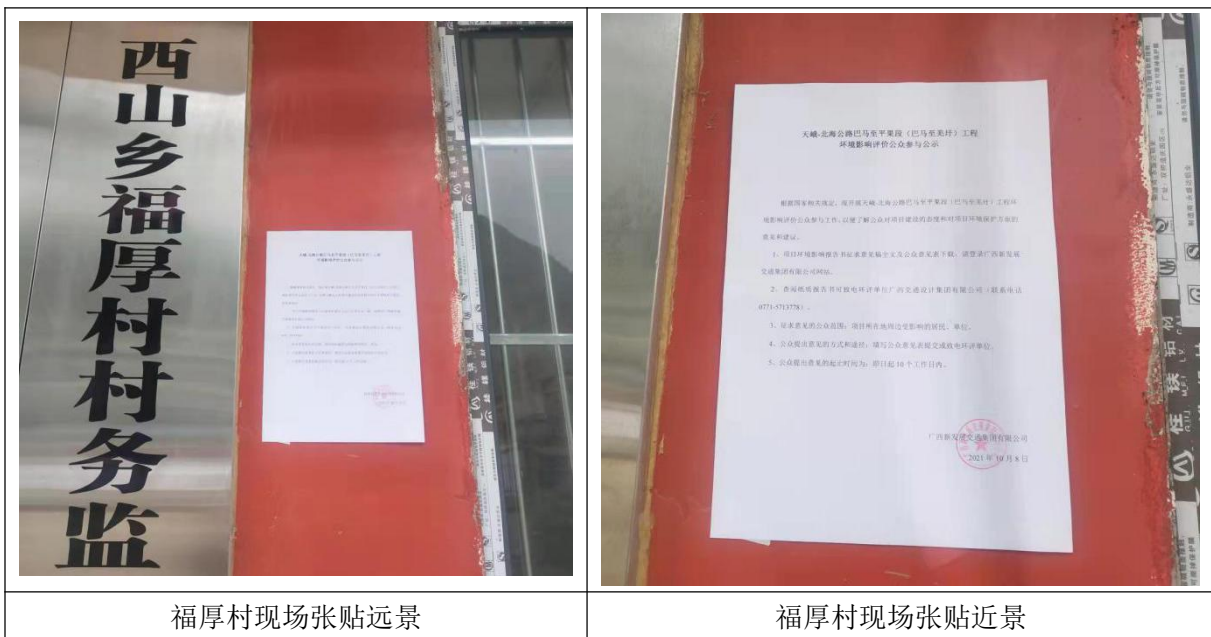 西山乡福厚村村务监
天峨-北海公路巴马至平果段（巴马至羌圩）工程
环境影响评价公众参与公示
根据国家相关规定，现开展天峨-北海公路巴马至平果段（巴马至羌圩）工程环
境影响评价公众参与工作，以便了解公众对项目建设的态度和对项目环境保护方面的
意见和建议。
1、项目环境影响报告书征求意见稿全文及公众意见表下载，请登录广西新发展
交通集团有限公司网站。
2、查阅纸质报告书可致电环评单位广西交通设计集团有限公司（联系电话
0771-5713778）。
3、征求意见的公众范围：项目所在地周边受影响的居民、单位。
4、公众提出意见的方式和途径：填写公众意见表提交或致电环评单位。
5、公众提出意见的起止时间为：即日起 10 个工作日内。
广西新发展交通集团有限公司
2021 年 10 月 8 日
福厚村现场张贴远景
福厚村现场张贴近景